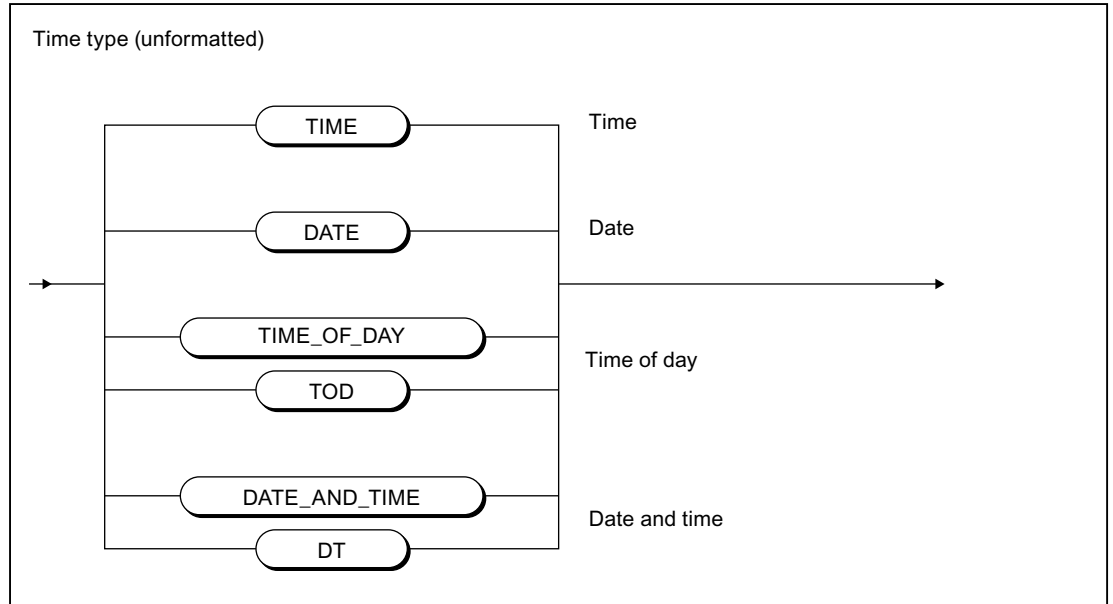 Time type (unformatted)
TIME
Time
DATE
Date
TIME_OF_DAY
Time of day
TOD
DATE_AND_TIME
Date and time
DT